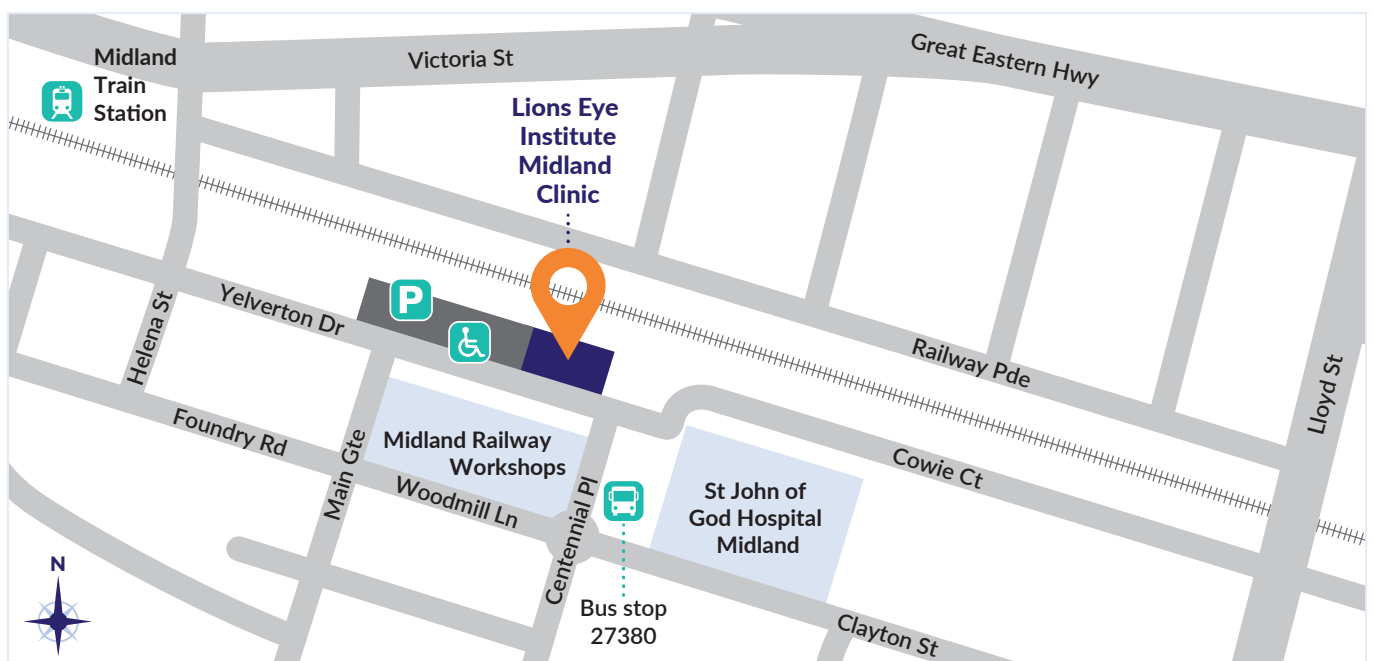 Midland
Train
Station
Victoria St
Great Eastern Hwy
Lions Eye
Institute
Midland
Clinic
P
Yelverton Dr
Helena St
Railway Pde
Lloyd St
Foundry Rd
Main Gte
Midland Railway
Workshops
Woodmill Ln
Centennial Pl
Cowie Ct
St John of
God Hospital
Midland
N
Bus stop
27380
Clayton St